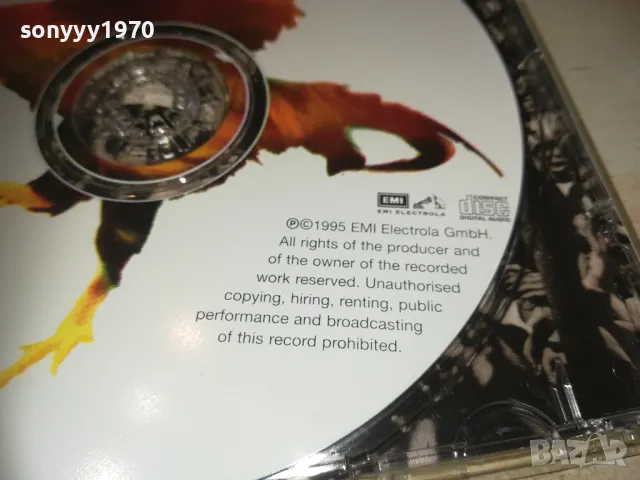 sonyyy1970
EMI
EMI ELECTROLA
COMPACT
disc
DIGITAL AUDIO
℗©1995 EMI Electrola GmbH.
All rights of the producer and
of the owner of the recorded
work reserved. Unauthorised
copying, hiring, renting, public
performance and broadcasting
of this record prohibited.
BAZAR
bg